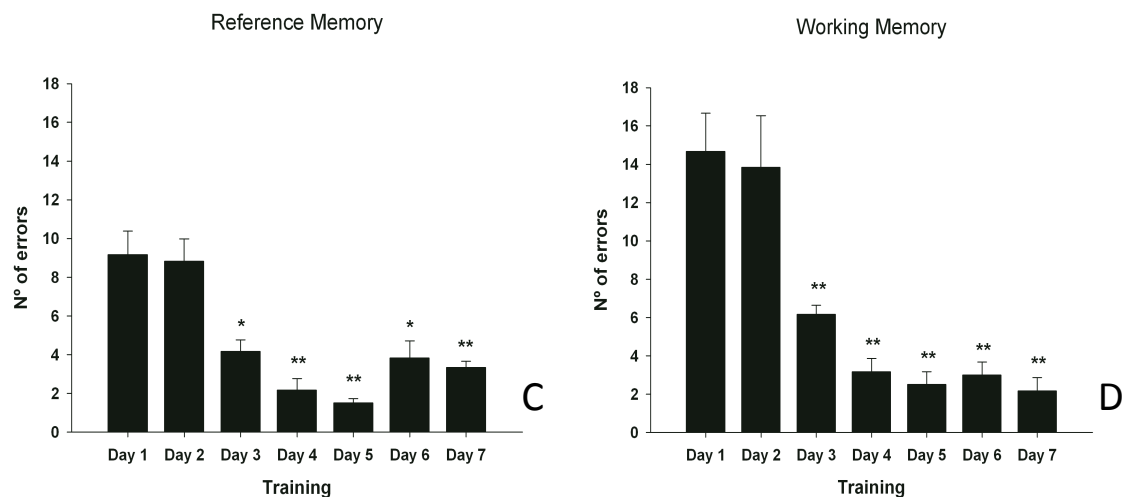 Reference Memory
Nº of errors
18
16
14
12
10
8
6
4
2
0
* ** ** * **
Day 1 Day 2 Day 3 Day 4 Day 5 Day 6 Day 7
Training
C
Working Memory
Nº of errors
18
16
14
12
10
8
6
4
2
0
** ** ** ** **
Day 1 Day 2 Day 3 Day 4 Day 5 Day 6 Day 7
Training
D